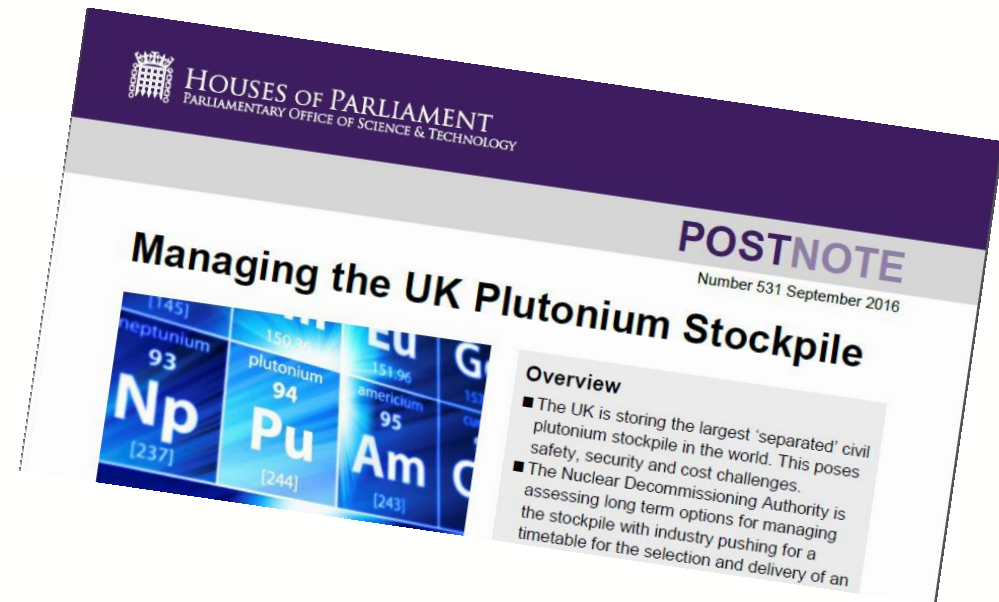 HOUSES OF PARLIAMENT
PARLIAMENTARY OFFICE OF SCIENCE & TECHNOLOGY
POSTNOTE
Number 531 September 2016
Managing the UK Plutonium Stockpile
[145]
150.36
Eu
151.96
neptunium
93
Np
[237]
plutonium
94
Pu
[244]
americium
95
Am
[243]
Overview
■ The UK is storing the largest ‘separated’ civil
plutonium stockpile in the world. This poses
safety, security and cost challenges.
■ The Nuclear Decommissioning Authority is
assessing long term options for managing
the stockpile with industry pushing for a
timetable for the selection and delivery of an